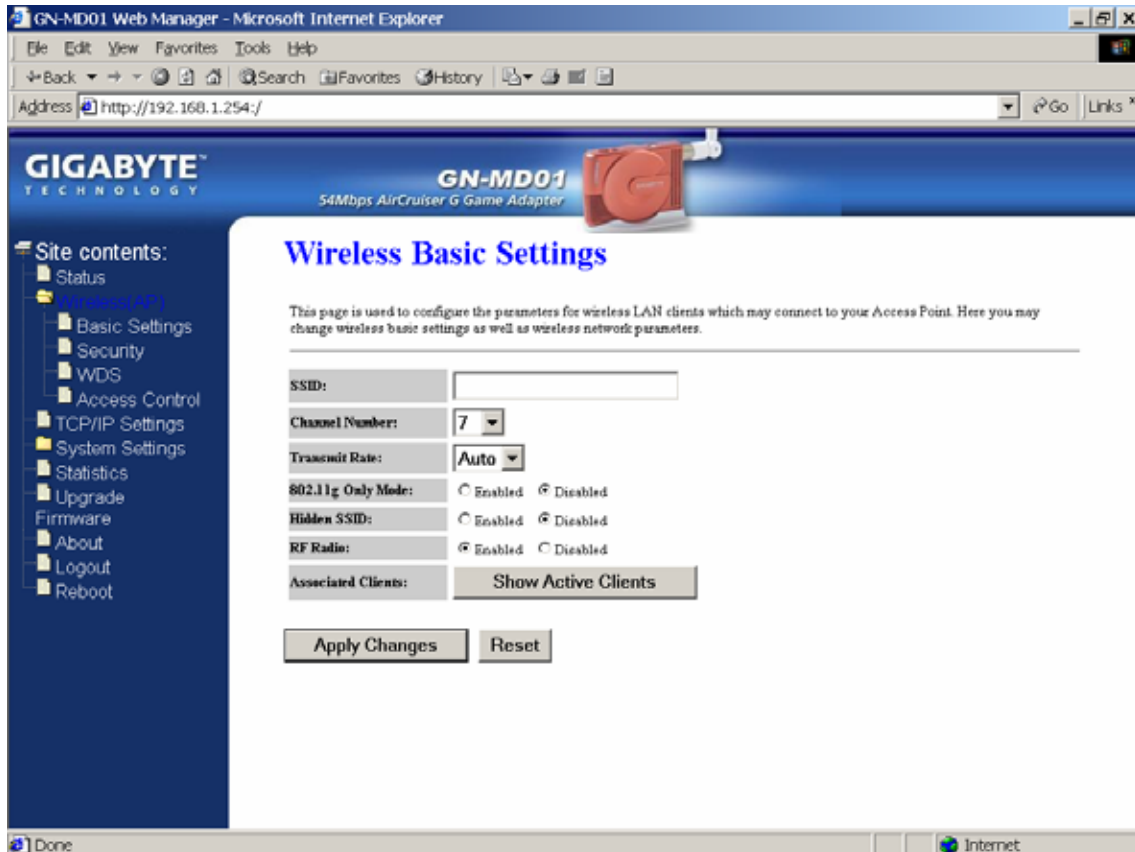 GN-MD01 Web Manager - Microsoft Internet Explorer
File Edit View Favorites Tools Help
Back Search Favorites History
Address http://192.168.1.254:/ Go Links
GIGABYTE™
TECHNOLOGY
GN-MD01
54Mbps AirCruiser G Game Adapter
Site contents:
Status
Wireless(AP)
Basic Settings
Security
WDS
Access Control
TCP/IP Settings
System Settings
Statistics
Upgrade
Firmware
About
Logout
Reboot
Wireless Basic Settings
This page is used to configure the parameters for wireless LAN clients which may connect to your Access Point. Here you may
change wireless basic settings as well as wireless network parameters.
SSID:
Channel Number: 7
Transmit Rate: Auto
802.11g Only Mode: Enabled Disabled
Hidden SSID: Enabled Disabled
RF Radio: Enabled Disabled
Associated Clients: Show Active Clients
Apply Changes Reset
Done Internet